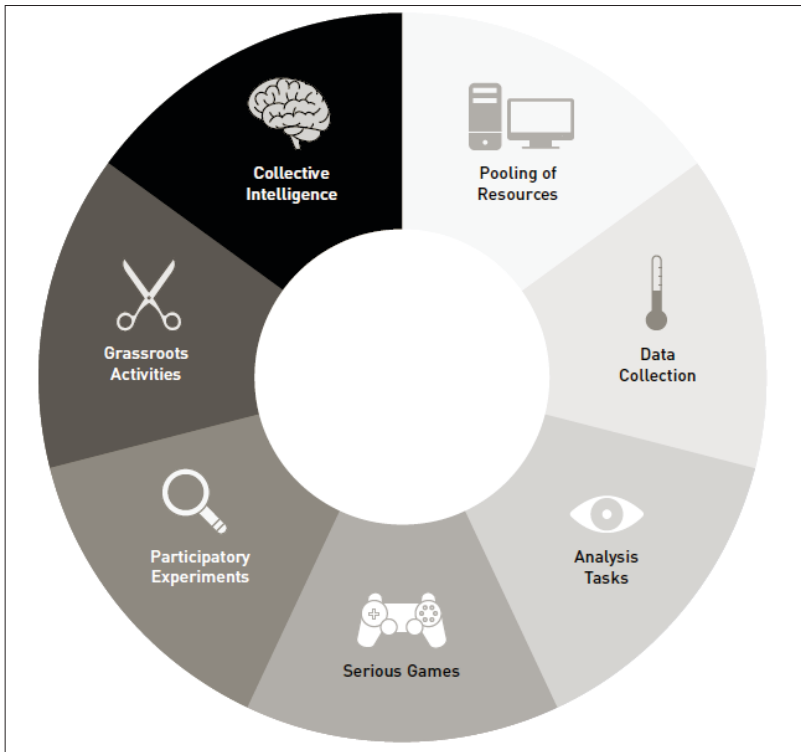 Collective
Intelligence
Pooling of
Resources
Data
Collection
Analysis
Tasks
Serious Games
Participatory
Experiments
Grassroots
Activities